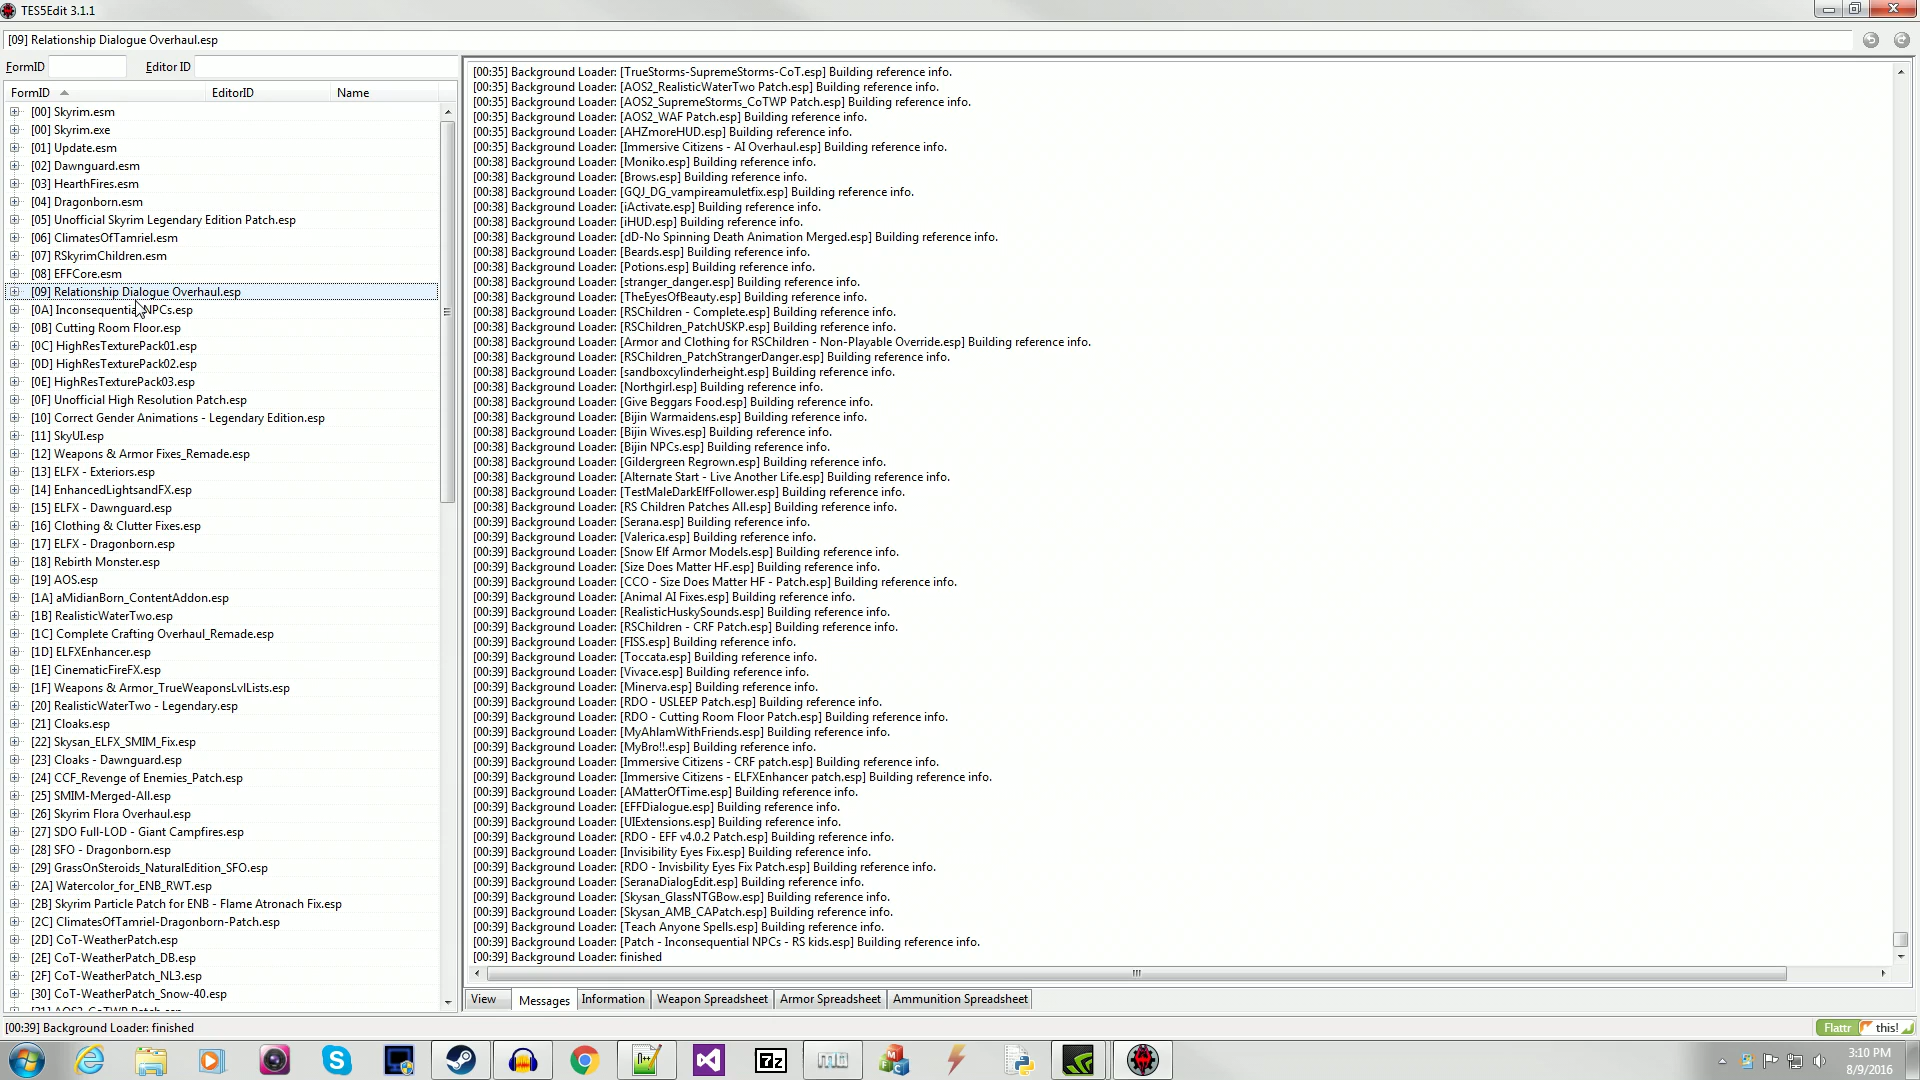 TES5Edit 3.1.1
[09] Relationship Dialogue Overhaul.esp
FormID
Editor ID
FormID
EditorID
Name
[00] Skyrim.esm
[00] Skyrim.exe
[01] Update.esm
[02] Dawnguard.esm
[03] HearthFires.esm
[04] Dragonborn.esm
[05] Unofficial Skyrim Legendary Edition Patch.esp
[06] ClimatesOfTamriel.esm
[07] RSkyrimChildren.esm
[08] EFFCore.esm
[09] Relationship Dialogue Overhaul.esp
[0A] Inconsequential NPCs.esp
[0B] Cutting Room Floor.esp
[0C] HighResTexturePack01.esp
[0D] HighResTexturePack02.esp
[0E] HighResTexturePack03.esp
[0F] Unofficial High Resolution Patch.esp
[10] Correct Gender Animations - Legendary Edition.esp
[11] SkyUI.esp
[12] Weapons & Armor Fixes_Remade.esp
[13] ELFX - Exteriors.esp
[14] EnhancedLightsandFX.esp
[15] ELFX - Dawnguard.esp
[16] Clothing & Clutter Fixes.esp
[17] ELFX - Dragonborn.esp
[18] Rebirth Monster.esp
[19] AOS.esp
[1A] aMidianBorn_ContentAddon.esp
[1B] RealisticWaterTwo.esp
[1C] Complete Crafting Overhaul_Remade.esp
[1D] ELFXEnhancer.esp
[1E] CinematicFireFX.esp
[1F] Weapons & Armor_TrueWeaponsLvlLists.esp
[20] RealisticWaterTwo - Legendary.esp
[21] Cloaks.esp
[22] Skysan_ELFX_SMIM_Fix.esp
[23] Cloaks - Dawnguard.esp
[24] CCF_Revenge of Enemies_Patch.esp
[25] SMIM-Merged-All.esp
[26] Skyrim Flora Overhaul.esp
[27] SDO Full-LOD - Giant Campfires.esp
[28] SFO - Dragonborn.esp
[29] GrassOnSteroids_NaturalEdition_SFO.esp
[2A] Watercolor_for_ENB_RWT.esp
[2B] Skyrim Particle Patch for ENB - Flame Atronach Fix.esp
[2C] ClimatesOfTamriel-Dragonborn-Patch.esp
[2D] CoT-WeatherPatch.esp
[2E] CoT-WeatherPatch_DB.esp
[2F] CoT-WeatherPatch_NL3.esp
[30] CoT-WeatherPatch_Snow-40.esp
[00:35] Background Loader: [TrueStorms-SupremeStorms-CoT.esp] Building reference info.
[00:35] Background Loader: [AOS2_RealisticWaterTwo Patch.esp] Building reference info.
[00:35] Background Loader: [AOS2_SupremeStorms_CoTWP Patch.esp] Building reference info.
[00:35] Background Loader: [AOS2_WAF Patch.esp] Building reference info.
[00:35] Background Loader: [AHZmoreHUD.esp] Building reference info.
[00:35] Background Loader: [Immersive Citizens - AI Overhaul.esp] Building reference info.
[00:38] Background Loader: [Moniko.esp] Building reference info.
[00:38] Background Loader: [Brows.esp] Building reference info.
[00:38] Background Loader: [GQJ_DG_vampireamuletfix.esp] Building reference info.
[00:38] Background Loader: [iActivate.esp] Building reference info.
[00:38] Background Loader: [iHUD.esp] Building reference info.
[00:38] Background Loader: [dD-No Spinning Death Animation Merged.esp] Building reference info.
[00:38] Background Loader: [Beards.esp] Building reference info.
[00:38] Background Loader: [Potions.esp] Building reference info.
[00:38] Background Loader: [stranger_danger.esp] Building reference info.
[00:38] Background Loader: [TheEyesOfBeauty.esp] Building reference info.
[00:38] Background Loader: [RSChildren - Complete.esp] Building reference info.
[00:38] Background Loader: [RSChildren_PatchUSKP.esp] Building reference info.
[00:38] Background Loader: [Armor and Clothing for RSChildren - Non-Playable Override.esp] Building reference info.
[00:38] Background Loader: [RSChildren_PatchStrangerDanger.esp] Building reference info.
[00:38] Background Loader: [sandboxcylinderheight.esp] Building reference info.
[00:38] Background Loader: [Northgirl.esp] Building reference info.
[00:38] Background Loader: [Give Beggars Food.esp] Building reference info.
[00:38] Background Loader: [Bijin Warmaidens.esp] Building reference info.
[00:38] Background Loader: [Bijin Wives.esp] Building reference info.
[00:38] Background Loader: [Bijin NPCs.esp] Building reference info.
[00:38] Background Loader: [Gildergreen Regrown.esp] Building reference info.
[00:38] Background Loader: [Alternate Start - Live Another Life.esp] Building reference info.
[00:38] Background Loader: [TestMaleDarkElfFollower.esp] Building reference info.
[00:38] Background Loader: [RS Children Patches All.esp] Building reference info.
[00:39] Background Loader: [Serana.esp] Building reference info.
[00:39] Background Loader: [Valerica.esp] Building reference info.
[00:39] Background Loader: [Snow Elf Armor Models.esp] Building reference info.
[00:39] Background Loader: [Size Does Matter HF.esp] Building reference info.
[00:39] Background Loader: [CCO - Size Does Matter HF - Patch.esp] Building reference info.
[00:39] Background Loader: [Animal AI Fixes.esp] Building reference info.
[00:39] Background Loader: [RealisticHuskySounds.esp] Building reference info.
[00:39] Background Loader: [RSChildren - CRF Patch.esp] Building reference info.
[00:39] Background Loader: [FISS.esp] Building reference info.
[00:39] Background Loader: [Toccata.esp] Building reference info.
[00:39] Background Loader: [Vivace.esp] Building reference info.
[00:39] Background Loader: [Minerva.esp] Building reference info.
[00:39] Background Loader: [RDO - USLEEP Patch.esp] Building reference info.
[00:39] Background Loader: [RDO - Cutting Room Floor Patch.esp] Building reference info.
[00:39] Background Loader: [MyAhlamWithFriends.esp] Building reference info.
[00:39] Background Loader: [MyBro!!.esp] Building reference info.
[00:39] Background Loader: [Immersive Citizens - CRF patch.esp] Building reference info.
[00:39] Background Loader: [Immersive Citizens - ELFXEnhancer patch.esp] Building reference info.
[00:39] Background Loader: [AMatterOfTime.esp] Building reference info.
[00:39] Background Loader: [EFFDialogue.esp] Building reference info.
[00:39] Background Loader: [UIExtensions.esp] Building reference info.
[00:39] Background Loader: [RDO - EFF v4.0.2 Patch.esp] Building reference info.
[00:39] Background Loader: [Invisibility Eyes Fix.esp] Building reference info.
[00:39] Background Loader: [RDO - Invisbility Eyes Fix Patch.esp] Building reference info.
[00:39] Background Loader: [SeranaDialogEdit.esp] Building reference info.
[00:39] Background Loader: [Skysan_GlassNTGBow.esp] Building reference info.
[00:39] Background Loader: [Skysan_AMB_CAPatch.esp] Building reference info.
[00:39] Background Loader: [Teach Anyone Spells.esp] Building reference info.
[00:39] Background Loader: [Patch - Inconsequential NPCs - RS kids.esp] Building reference info.
[00:39] Background Loader: finished
View
Messages
Information
Weapon Spreadsheet
Armor Spreadsheet
Ammunition Spreadsheet
[00:39] Background Loader: finished
Flattr this!
7z
3:10 PM
8/9/2016